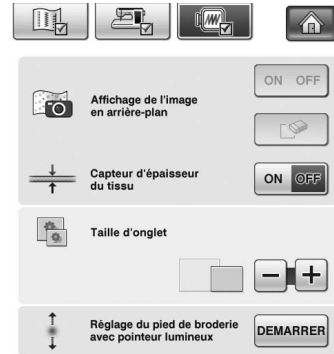 ON OFF
Affichage de l'image
en arrière-plan
Capteur d'épaisseur
du tissu
ON OFF
Taille d'onglet
Réglage du pied de broderie
avec pointeur lumineux
DEMARRER